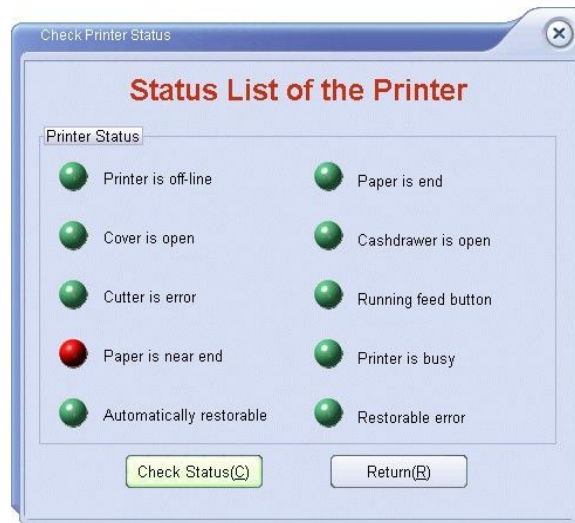 Check Printer Status
Status List of the Printer
Printer Status
Printer is off-line
Paper is end
Cover is open
Cashdrawer is open
Cutter is error
Running feed button
Paper is near end
Printer is busy
Automatically restorable
Restorable error
Check Status(C)
Return(R)